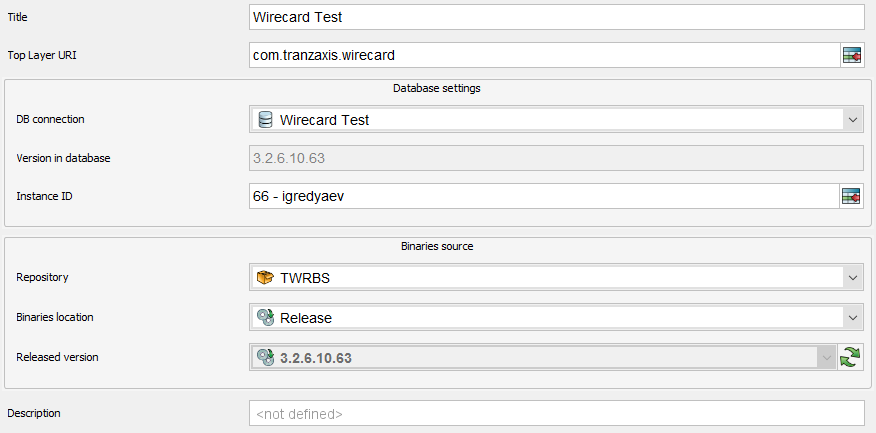 Title Wirecard Test
Top Layer URI com.tranzaxis.wirecard
Database settings
DB connection Wirecard Test
Version in database 3.2.6.10.63
Instance ID 66 - igredyaev
Binaries source
Repository TWRBS
Binaries location Release
Released version 3.2.6.10.63
Description <not defined>